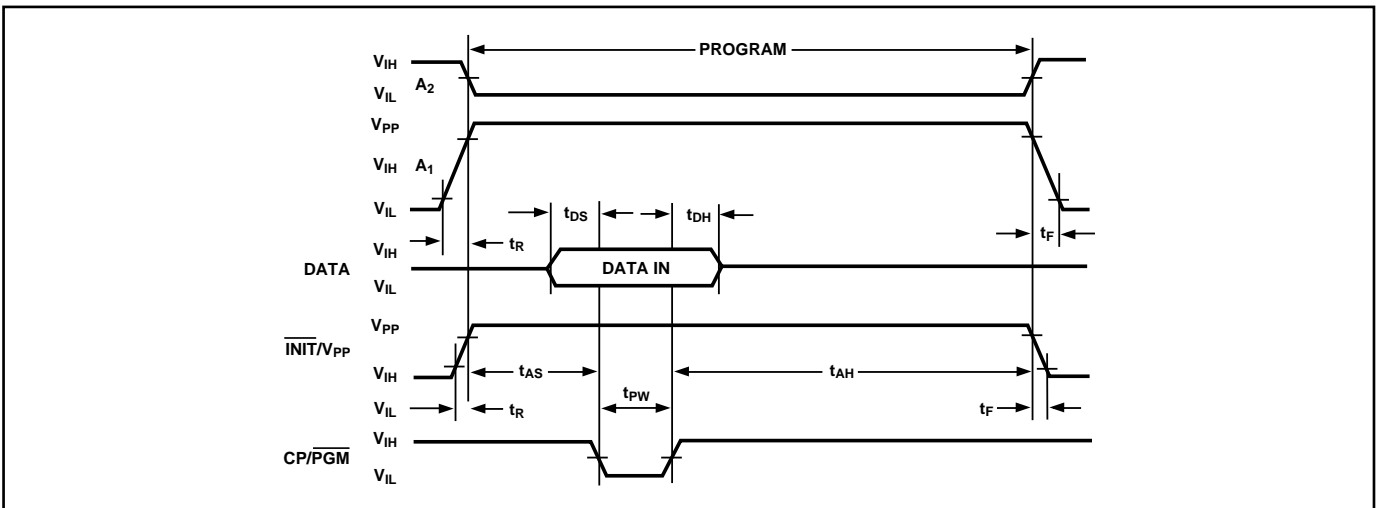 PROGRAM
VIH
A2
VIL
VPP
VIH A1
VIL
tDS
tDH
tR
tF
VIH
DATA
DATA IN
VIL
VPP
INIT/VPP
VIH
tAS
tAH
tPW
VIL
tR
tF
VIH
CP/PGM
VIL